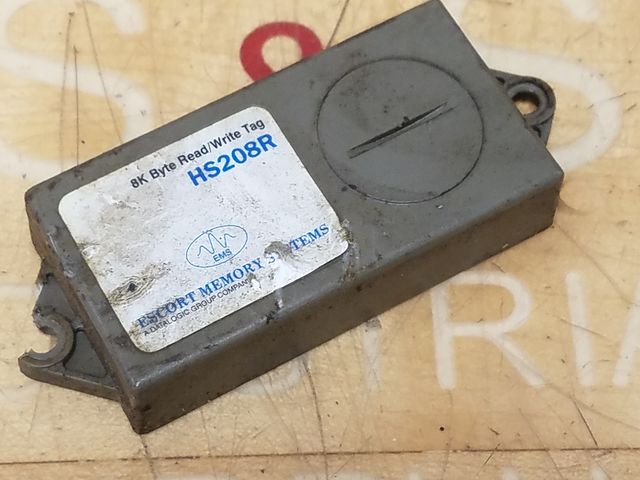 8K Byte Read/Write Tag
HS208R
EMS
ESCORT MEMORY SYSTEMS
A DATALOGIC GROUP COMPANY